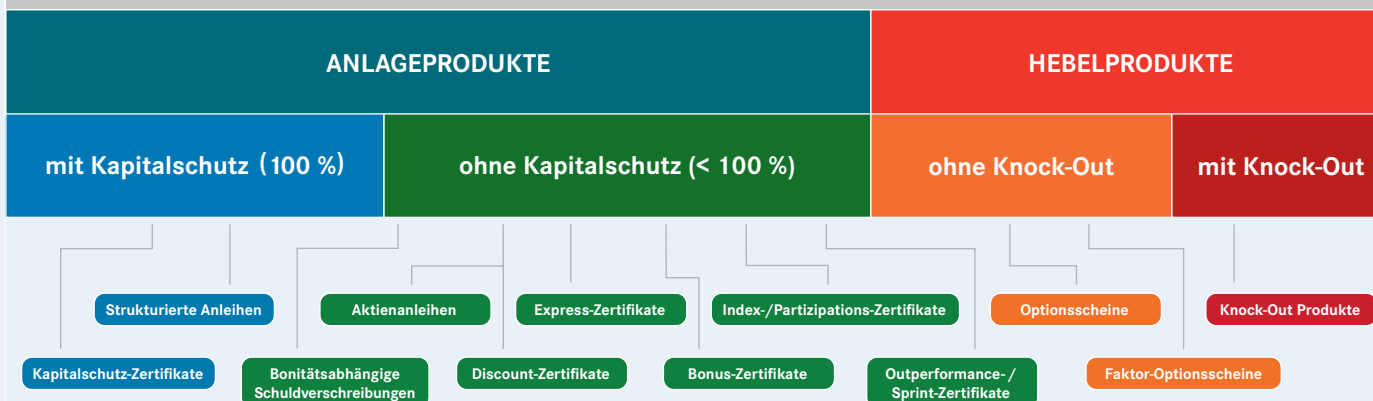 ANLAGEPRODUKTE
HEBELPRODUKTE
mit Kapitalschutz (100 %)
ohne Kapitalschutz (< 100 %)
ohne Knock-Out
mit Knock-Out
Strukturierte Anleihen
Aktienanleihen
Express-Zertifikate
Index-/Partizipations-Zertifikate
Optionsscheine
Knock-Out Produkte
Kapitalschutz-Zertifikate
Bonitätsabhängige
Schuldverschreibungen
Discount-Zertifikate
Bonus-Zertifikate
Outperformance-/
Sprint-Zertifikate
Faktor-Optionsscheine